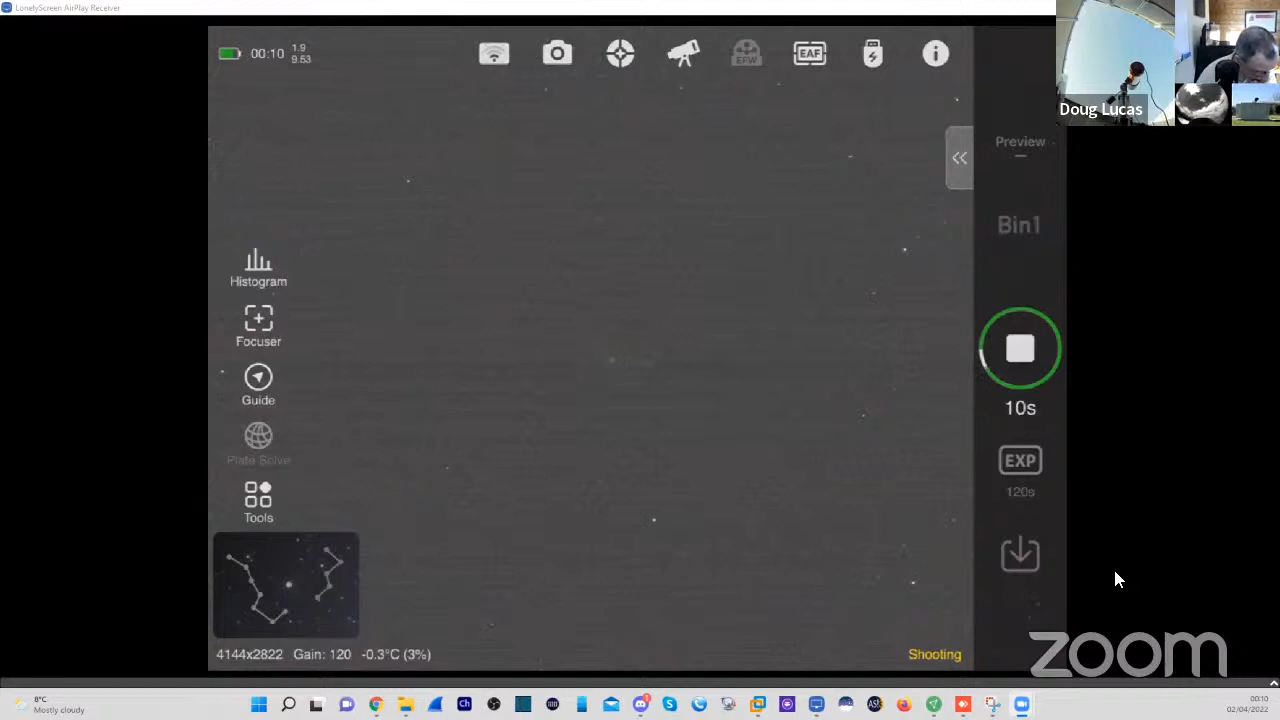 LonelyScreen AirPlay Receiver
00:10
1.9
9.53
EFW
EAF
Doug Lucas
Preview
Bin1
Histogram
Focuser
Guide
Plate Solve
Tools
10s
EXP
120s
4144x2822 Gain: 120 -0.3°C (3%)
Shooting
zoom
8°C
Mostly cloudy
00:10
02/04/2022